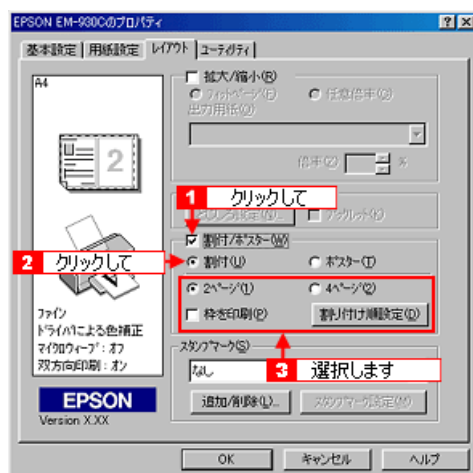 EPSON EM-930Cのプロパティ
基本設定 用紙設定 レイアウト ユーティリティ
A4
2
ファイン
ドライバによる色補正
マイクロウィーブ：オフ
双方向印刷：オン
EPSON
Version X.XX
拡大/縮小(R)
フィットページ(F) 任意倍率(G)
出力用紙(O)
倍率(Z) %
1 クリックして
割付/ポスター(W)
2 クリックして
割付(U) ポスター(T)
2ページ(1) 4ページ(2)
枠を印刷(P) 割り付け順設定(D)
スタンプマーク(S)
3 選択します
なし
追加/削除(L)... スタンプマーク設定(M)
OK キャンセル ヘルプ